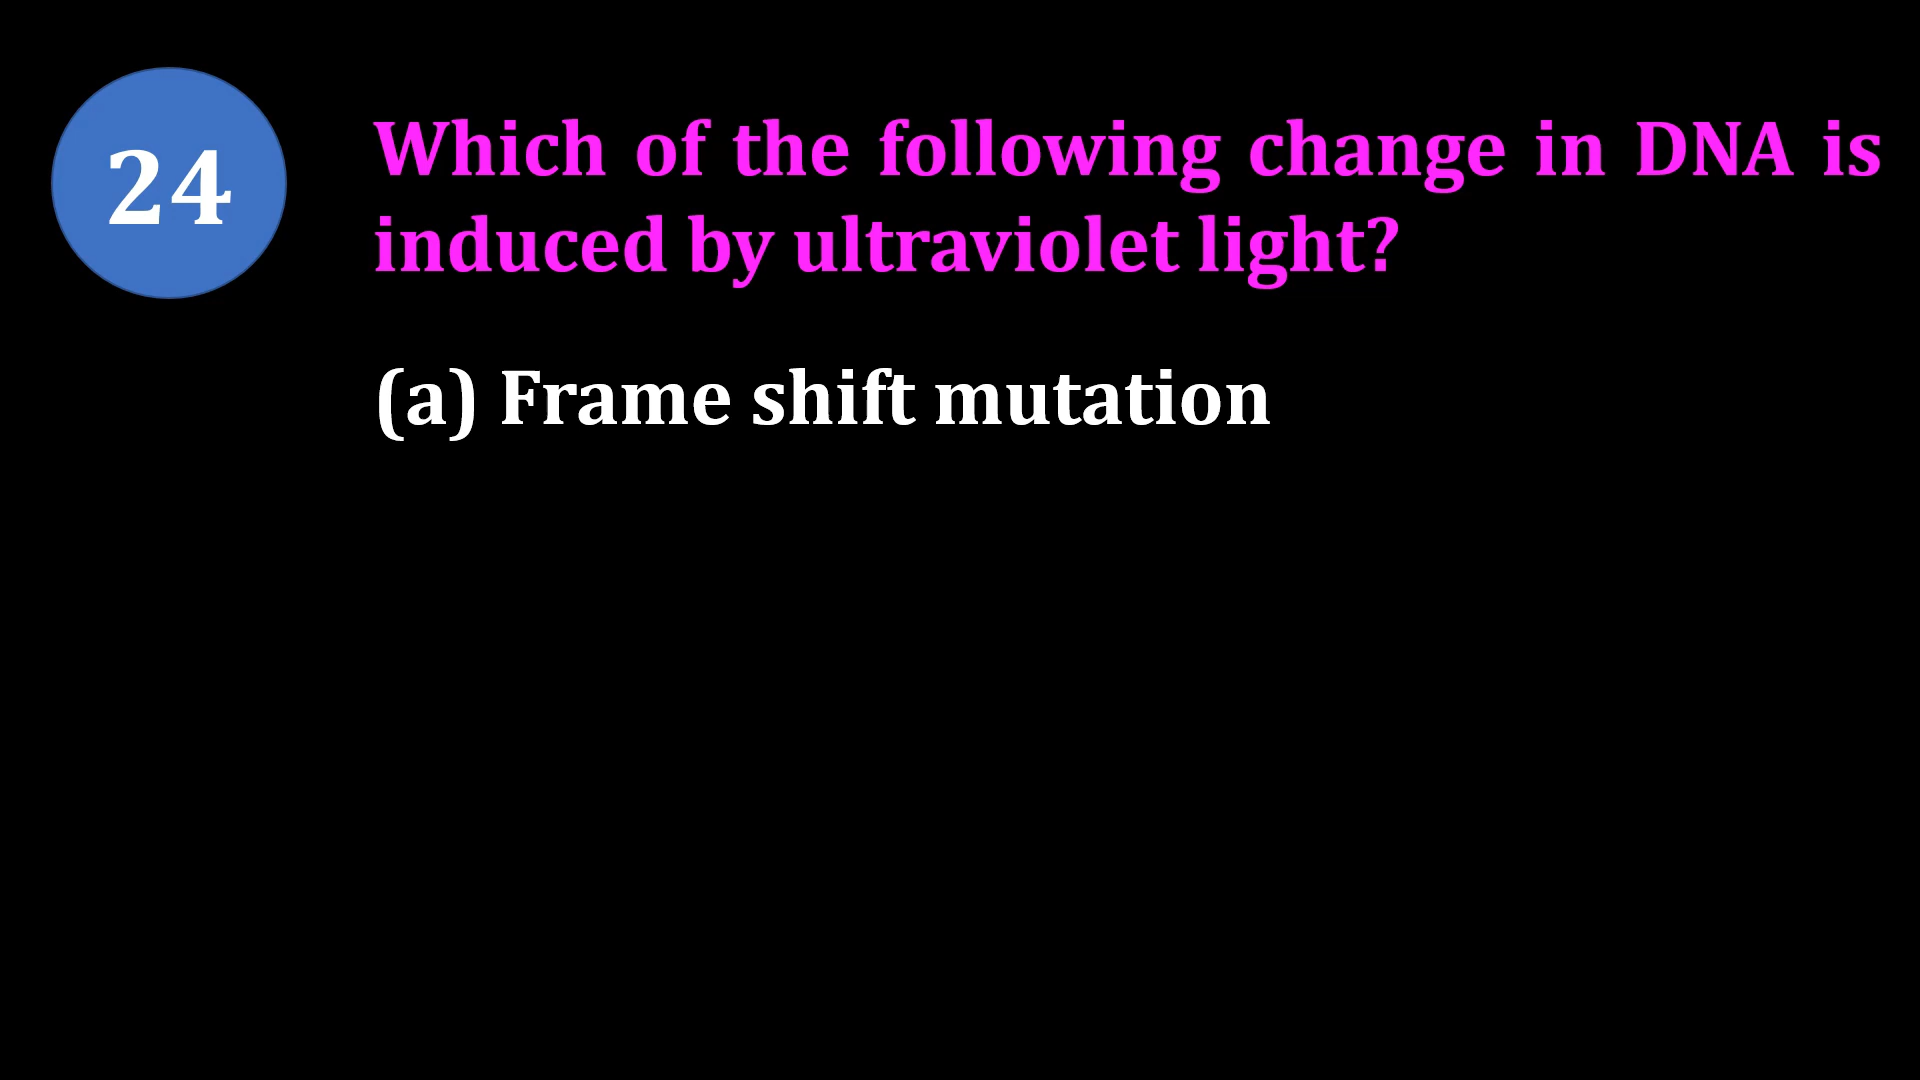 24
Which of the following change in DNA is
induced by ultraviolet light?
(a) Frame shift mutation